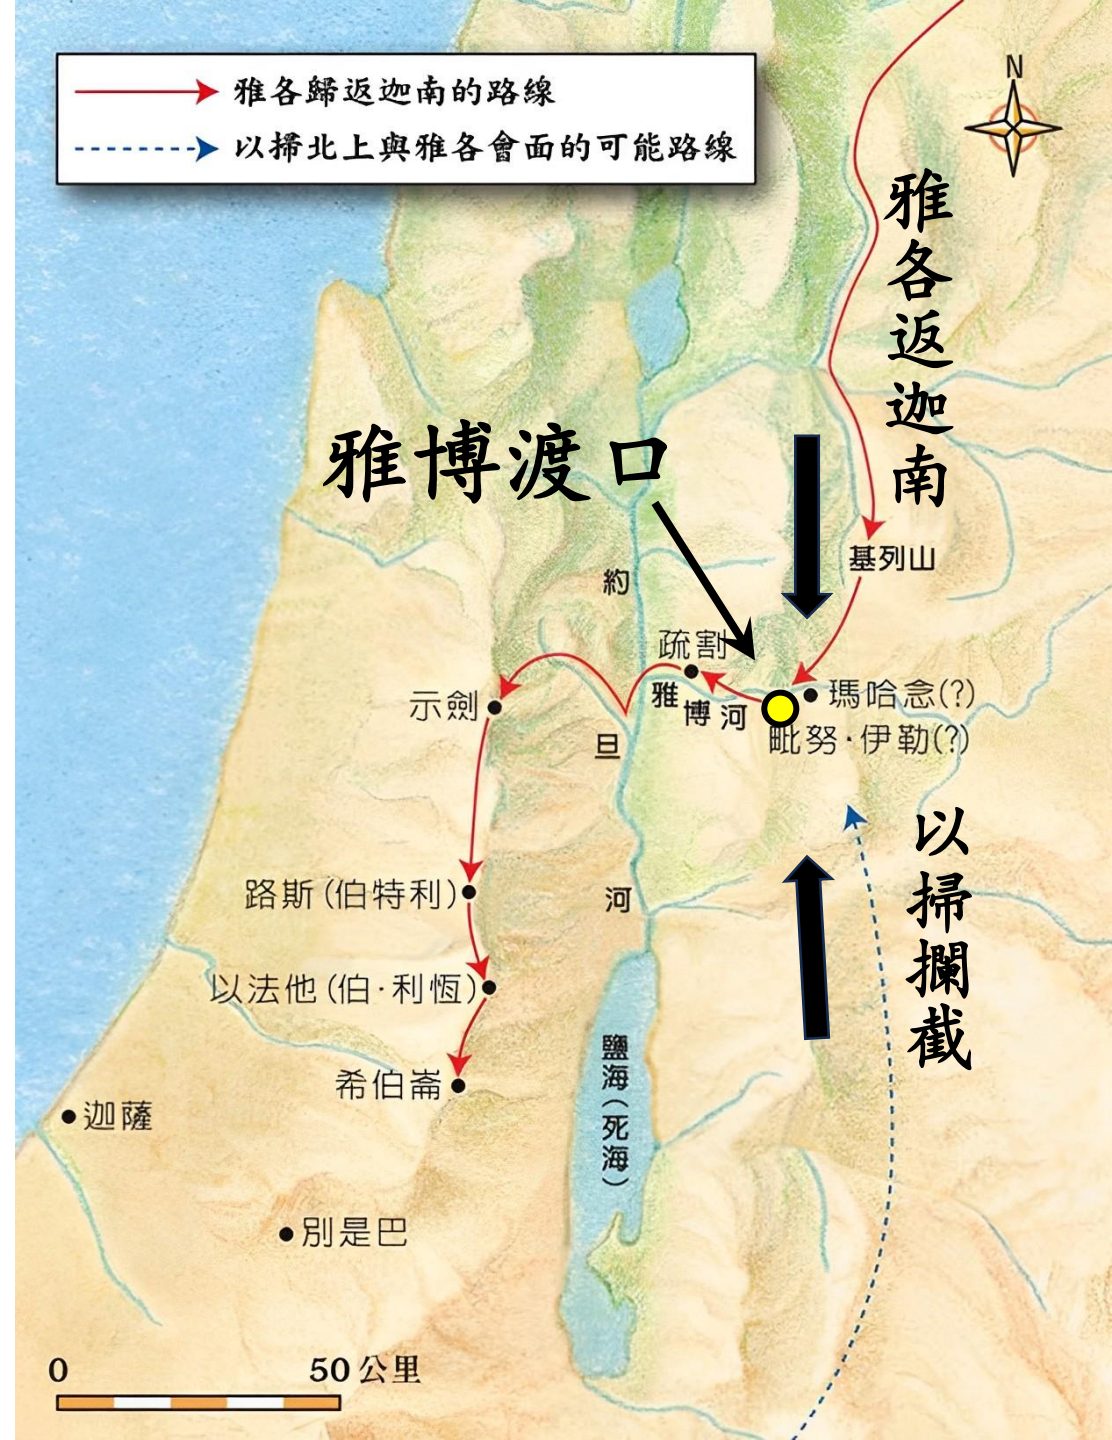 雅各歸返迦南的路線
以掃北上與雅各會面的可能路線
N
雅各返迦南
雅博渡口
基列山
約
疏割
雅博河
瑪哈念(?)
毗努·伊勒(?)
示劍
旦
以掃攔截
路斯(伯特利)
河
以法他(伯·利恆)
鹽海(死海)
希伯崙
迦薩
別是巴
0
50公里